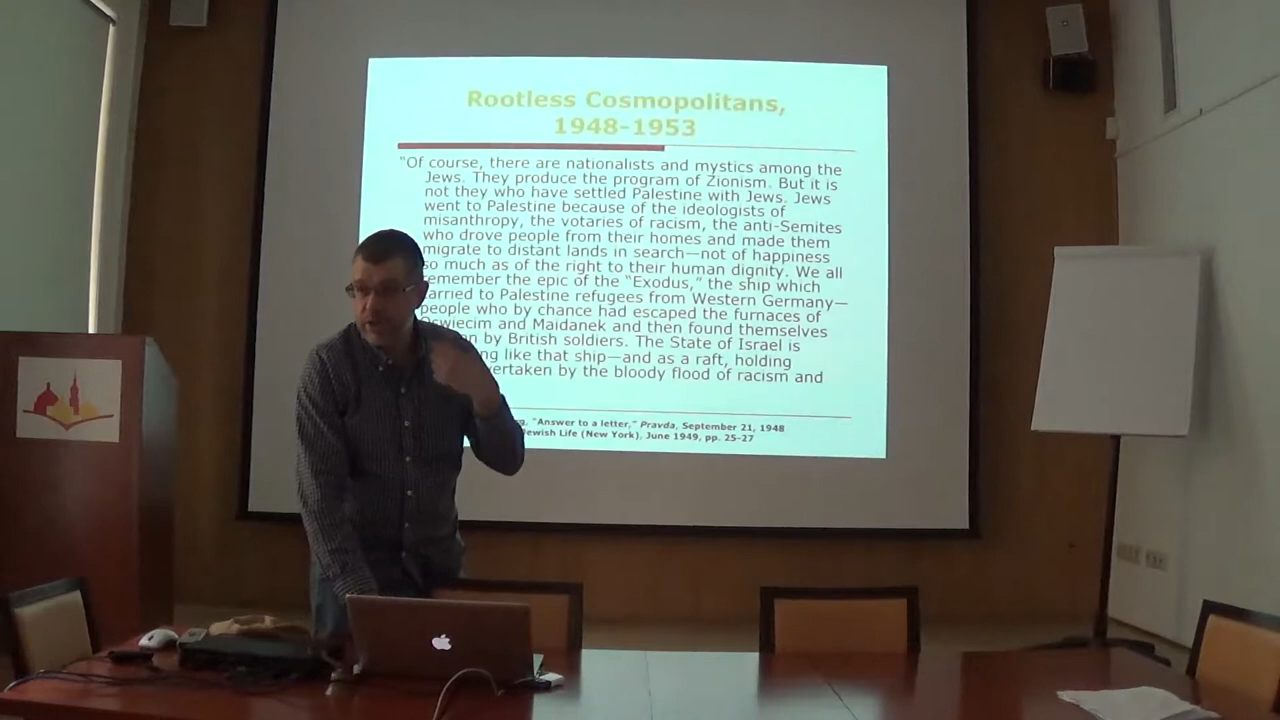 Rootless Cosmopolitans,
1948-1953
"Of course, there are nationalists and mystics among the
Jews. They produce the program of Zionism. But it is
not they who have settled Palestine with Jews. Jews
went to Palestine because of the ideologists of
misanthropy, the votaries of racism, the anti-Semites
who drove people from their homes and made them
migrate to distant lands in search—not of happiness
so much as of the right to their human dignity. We all
remember the epic of the "Exodus," the ship which
carried to Palestine refugees from Western Germany—
people who by chance had escaped the furnaces of
Oswiecim and Maidanek and then found themselves
by British soldiers. The State of Israel is
like that ship—and as a raft, holding
by the bloody flood of racism and
"Answer to a letter," Pravda, September 21, 1948
Jewish Life (New York), June 1949, pp. 25-27